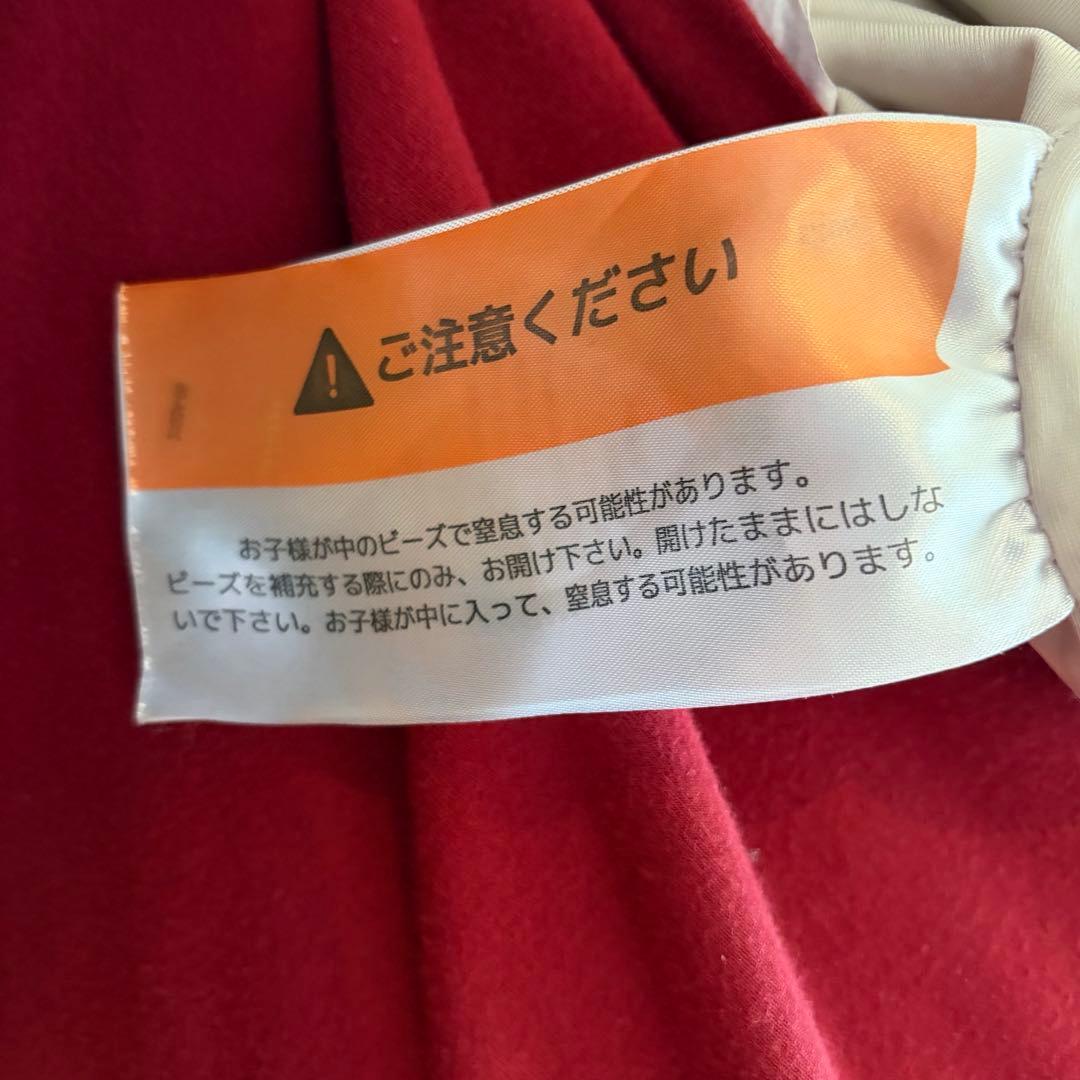 ご注意ください
お子様が中のビーズで窒息する可能性があります。
ビーズを補充する際にのみ、お開け下さい。開けたままにはしな
いで下さい。お子様が中に入って、窒息する可能性があります。